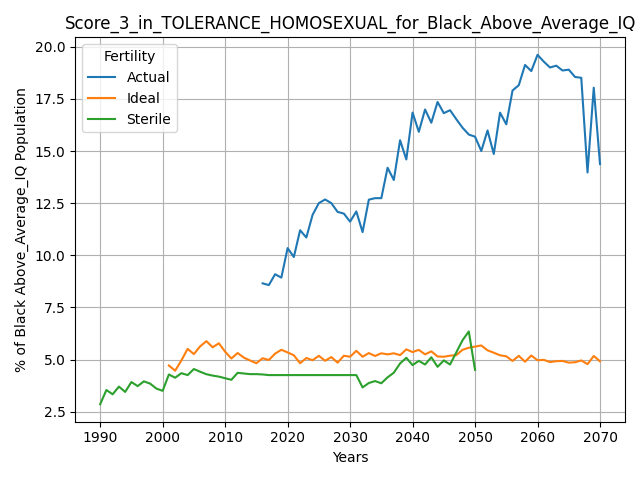 Score_3_in_TOLERANCE_HOMOSEXUAL_for_Black_Above_Average_IQ
Fertility
Actual
Ideal
Sterile
% of Black Above_Average_IQ Population
20.0
17.5
15.0
12.5
10.0
7.5
5.0
2.5
1990 2000 2010 2020 2030 2040 2050 2060 2070
Years